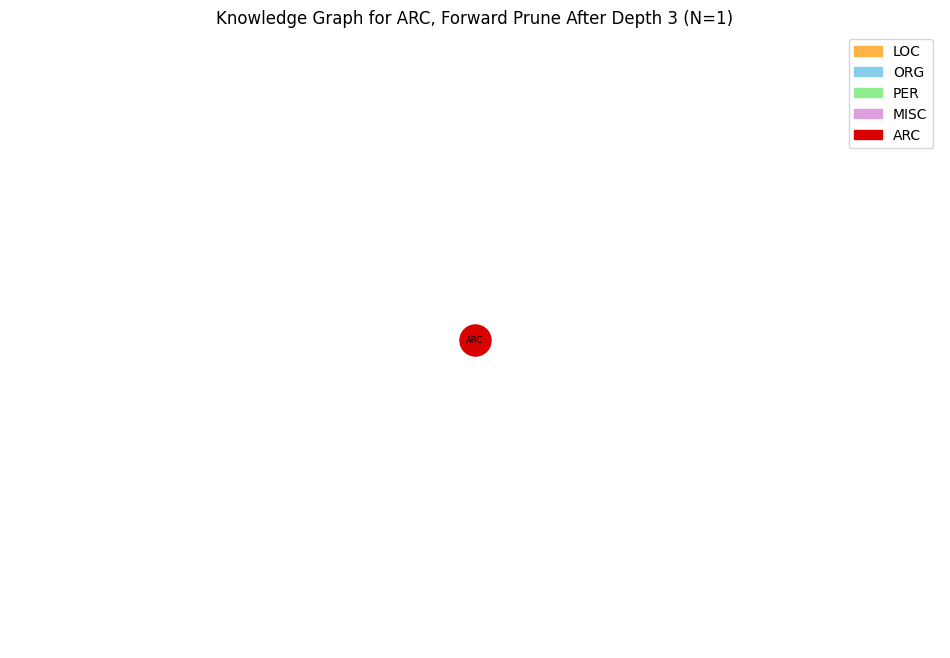 Knowledge Graph for ARC, Forward Prune After Depth 3 (N=1)
LOC
ORG
PER
MISC
ARC
ARC